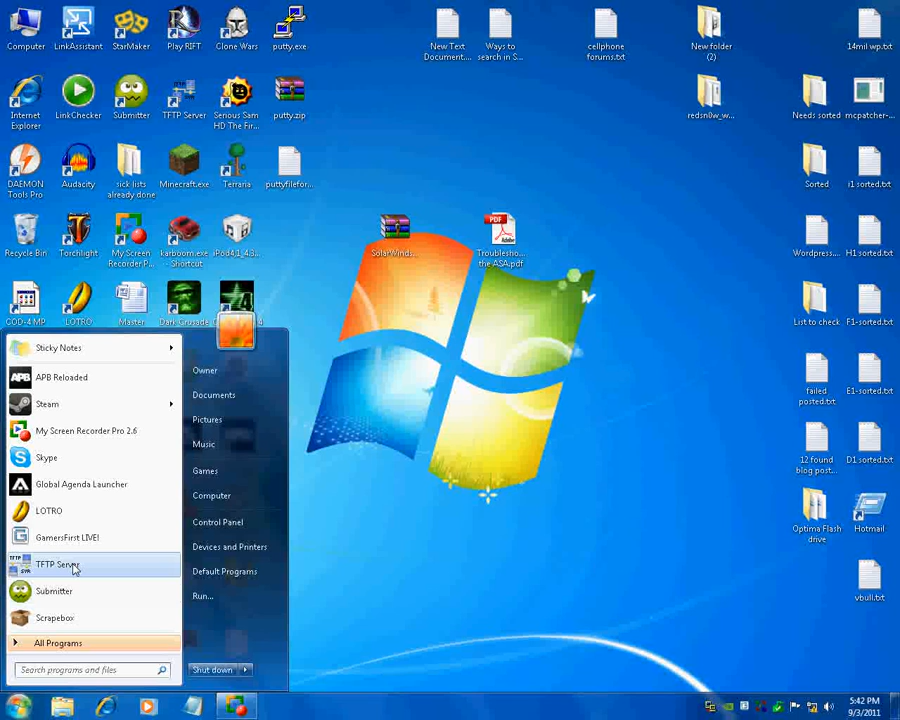 Computer
LinkAssistant
StarMaker
Play RIFT
Clone Wars
putty.exe
New Text
Document....
Ways to
search in S...
cellphone
forums.txt
New folder
(2)
14mil wp.txt
Internet
Explorer
LinkChecker
Submitter
TFTP Server
Serious Sam
HD The Fir...
putty.zip
redsn0w_w...
Needs sorted
mcpatcher-...
DAEMON
Tools Pro
Audacity
sick lists
already done
Minecraft.exe
Terraria
puttyfilefor...
Sorted
i1 sorted.txt
Recycle Bin
Torchlight
My Screen
Recorder P...
karboom.exe
- Shortcut
iPod4,1_4.3...
SolarWinds...
PDF
Adobe
Troublesho...
the ASA.pdf
Wordpress...
H1 sorted.txt
COD-4 MP
LOTRO
Master
Dark Crusade
List to check
F1-sorted.txt
Sticky Notes
APB
APB Reloaded
Steam
My Screen Recorder Pro 2.6
Skype
Global Agenda Launcher
LOTRO
GamersFirst LIVE!
TFTP
SVR
TFTP Server
Submitter
Scrapebox
All Programs
Search programs and files
Owner
Documents
Pictures
Music
Games
Computer
Control Panel
Devices and Printers
Default Programs
Run...
Shut down
failed
posted.txt
E1-sorted.txt
12 found
blog post...
D1 sorted.txt
Optima Flash
drive
Hotmail
vbull.txt
5:42 PM
9/3/2011